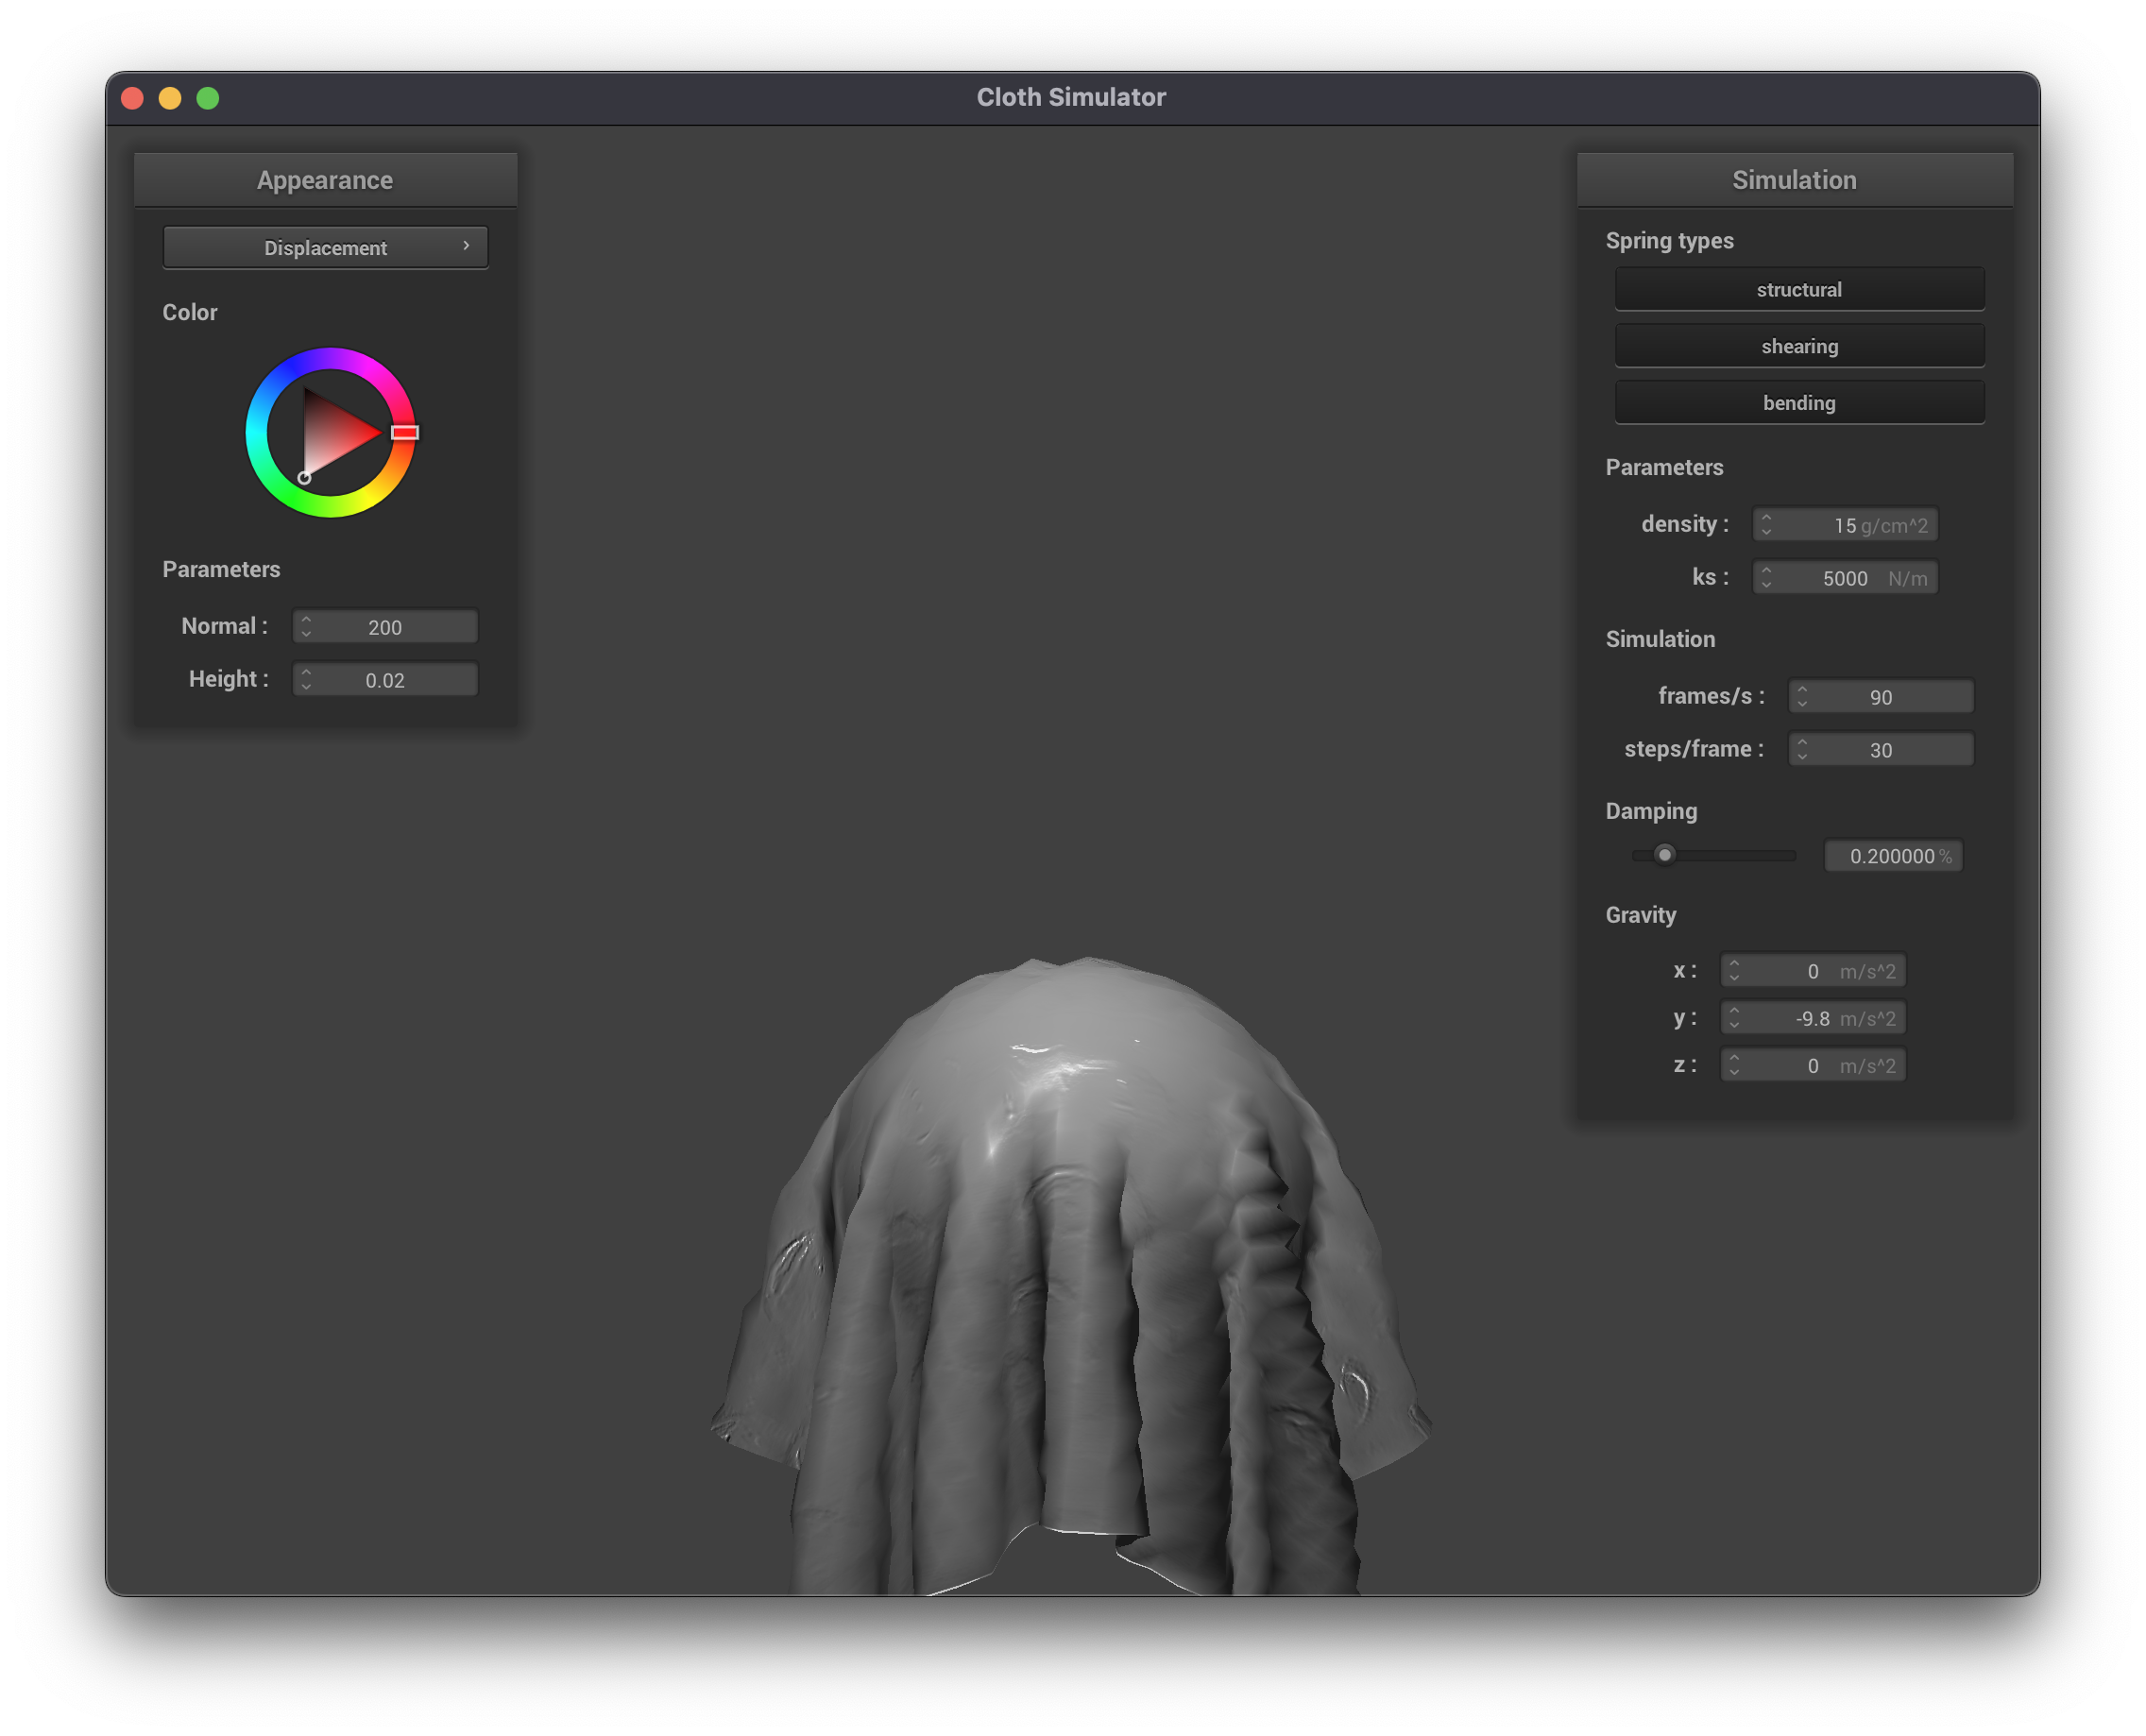 Cloth Simulator
Appearance
Displacement
Color
Parameters
Normal : 200
Height : 0.02
Simulation
Spring types
structural
shearing
bending
Parameters
density : 15 g/cm^2
ks : 5000 N/m
Simulation
frames/s : 90
steps/frame : 30
Damping
0.200000 %
Gravity
x : 0 m/s^2
y : -9.8 m/s^2
z : 0 m/s^2